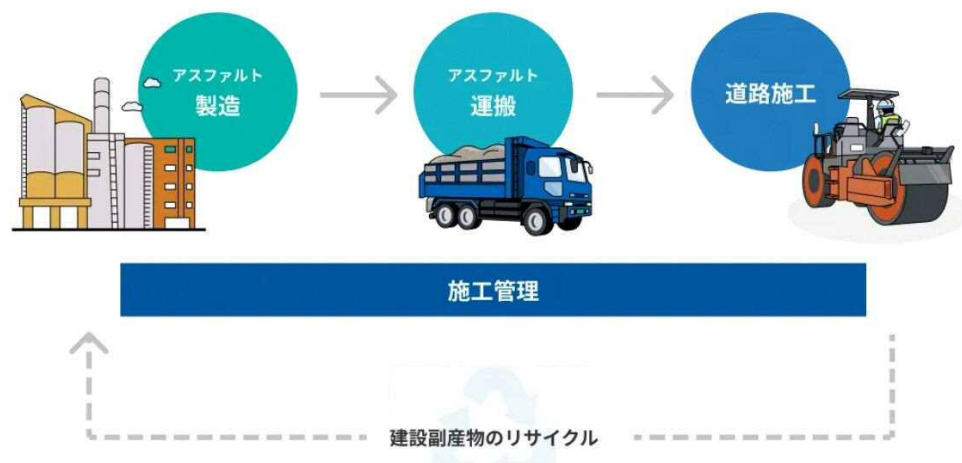 アスファルト
製造
アスファルト
運搬
道路施工
施工管理
建設副産物のリサイクル